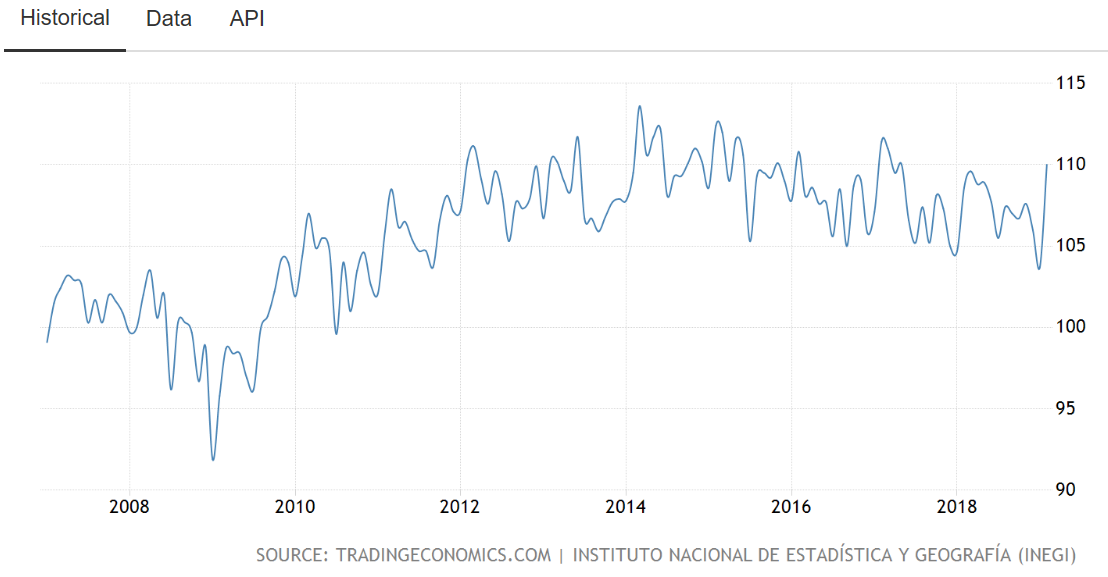 Historical Data API
115
110
105
100
95
90
2008 2010 2012 2014 2016 2018
SOURCE: TRADINGECONOMICS.COM | INSTITUTO NACIONAL DE ESTADÍSTICA Y GEOGRAFÍA (INEGI)